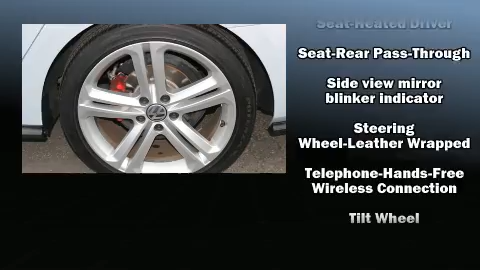 Seat-Heated Driver
Seat-Rear Pass-Through
Side view mirror
blinker indicator
Steering
Wheel-Leather Wrapped
Telephone-Hands-Free
Wireless Connection
Tilt Wheel